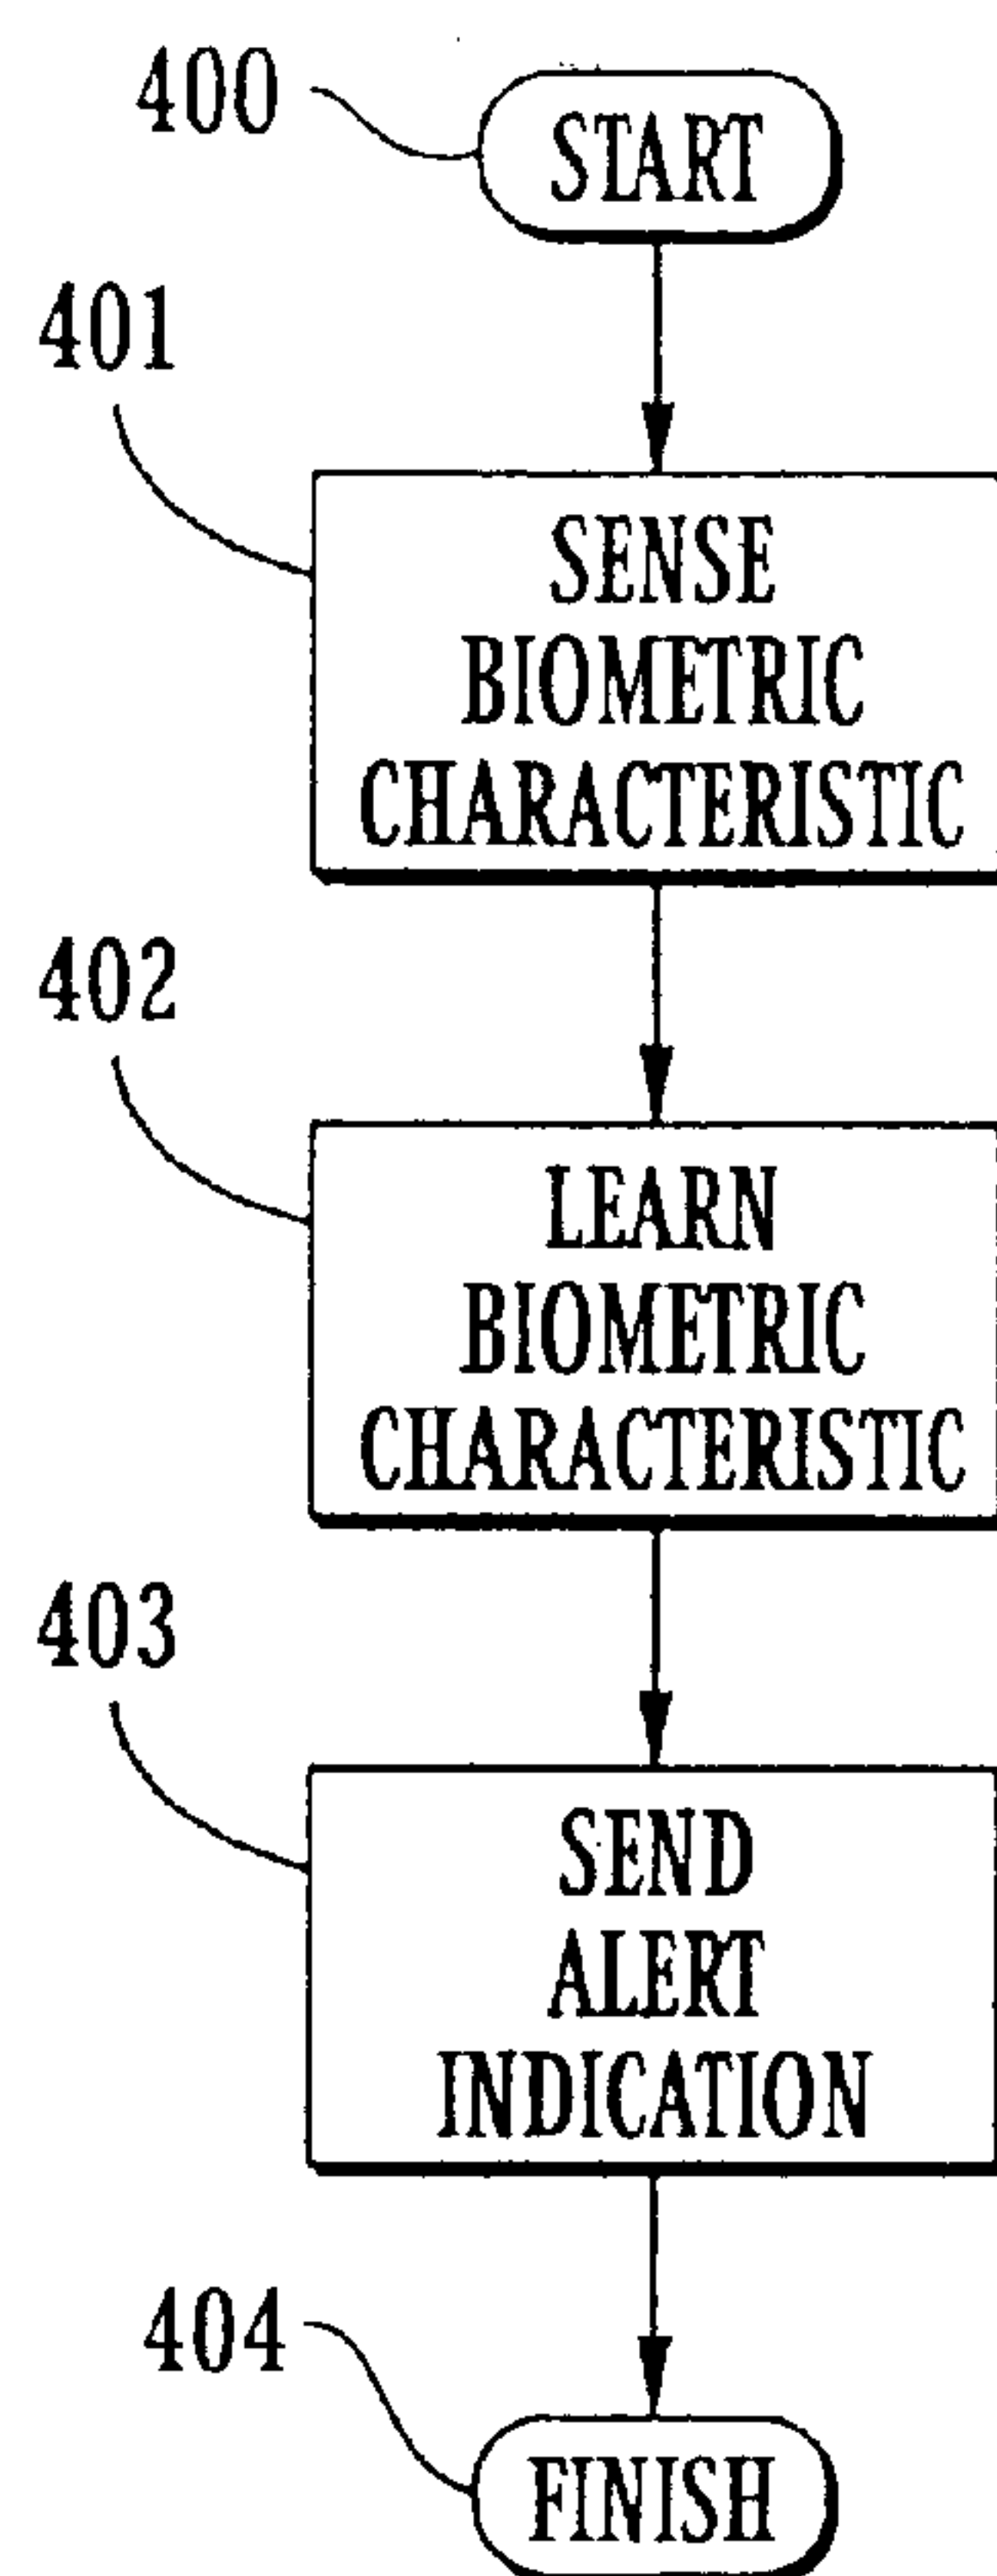 400
START
401
SENSE
BIOMETRIC
CHARACTERISTIC
402
LEARN
BIOMETRIC
CHARACTERISTIC
403
SEND
ALERT
INDICATION
404
FINISH